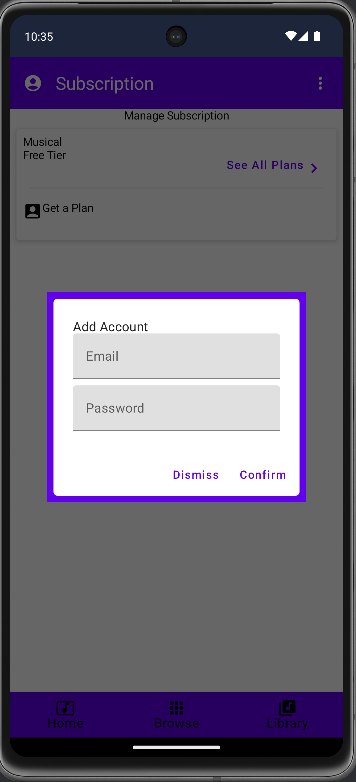 10:35
Subscription
Manage Subscription
Musical
Free Tier
See All Plans
Get a Plan
Add Account
Email
Password
Dismiss Confirm
Home Browse Library